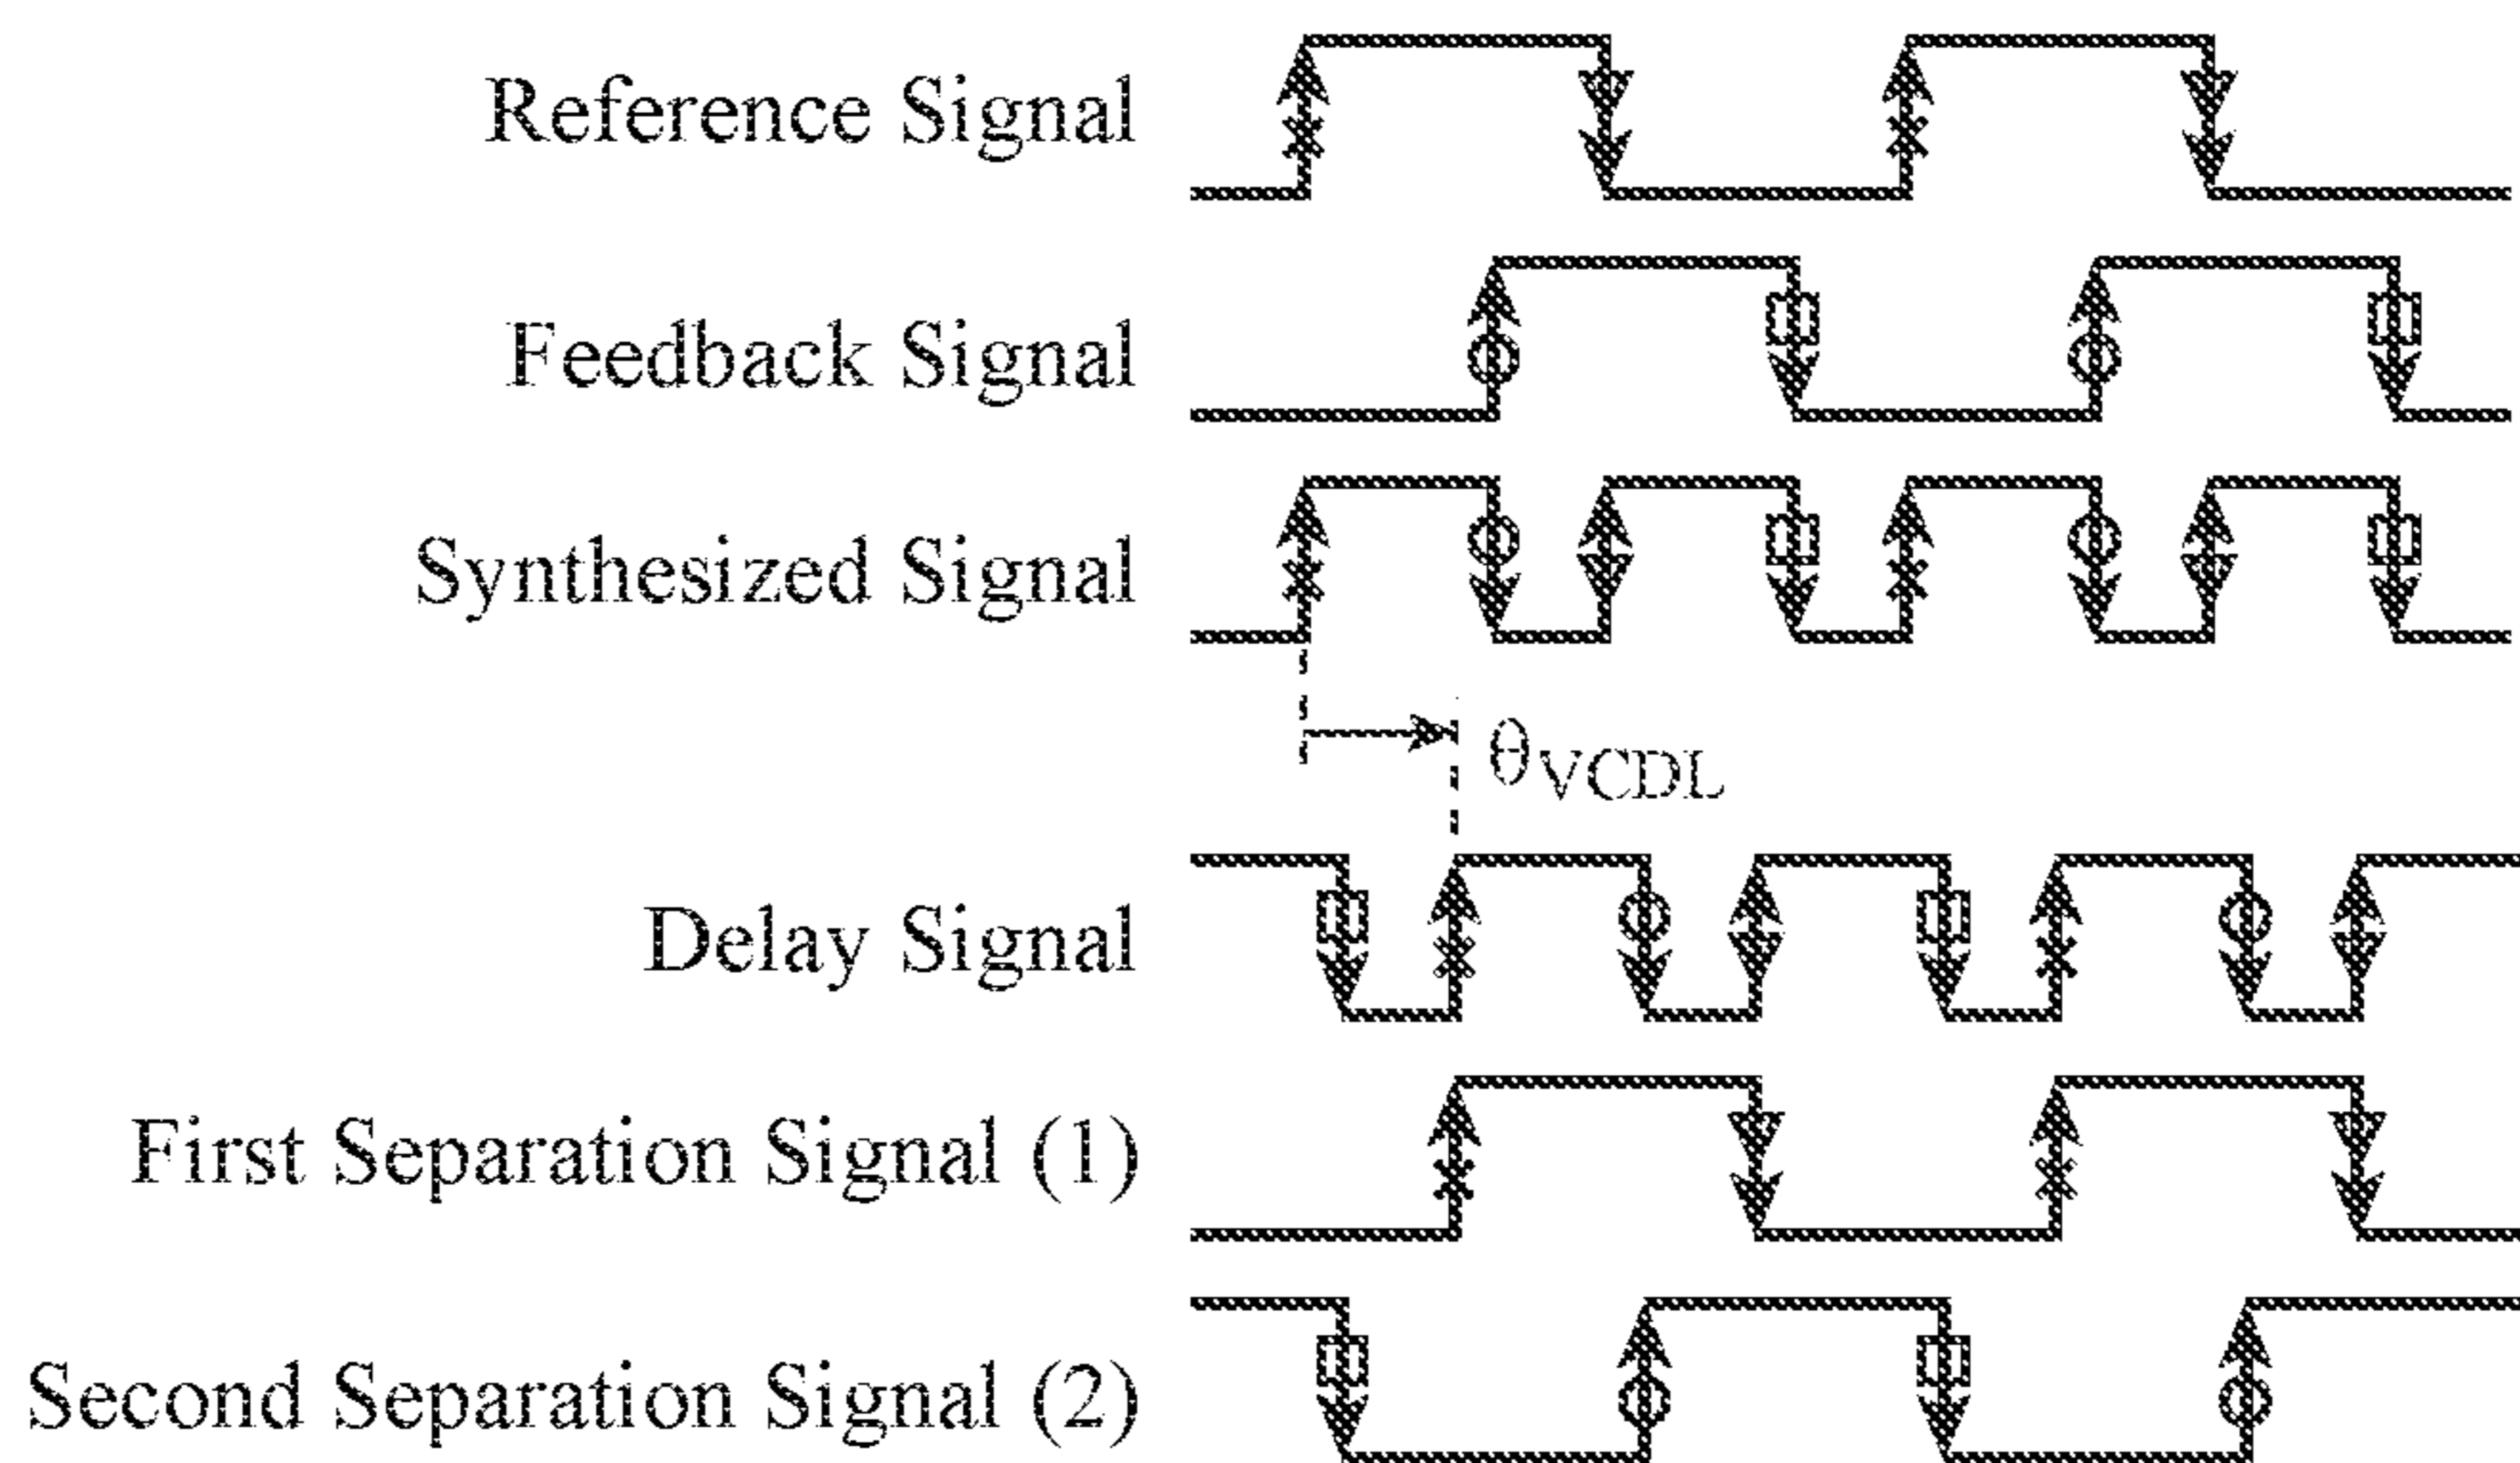 Reference Signal
Feedback Signal
Synthesized Signal
θVCDL
Delay Signal
First Separation Signal (1)
Second Separation Signal (2)